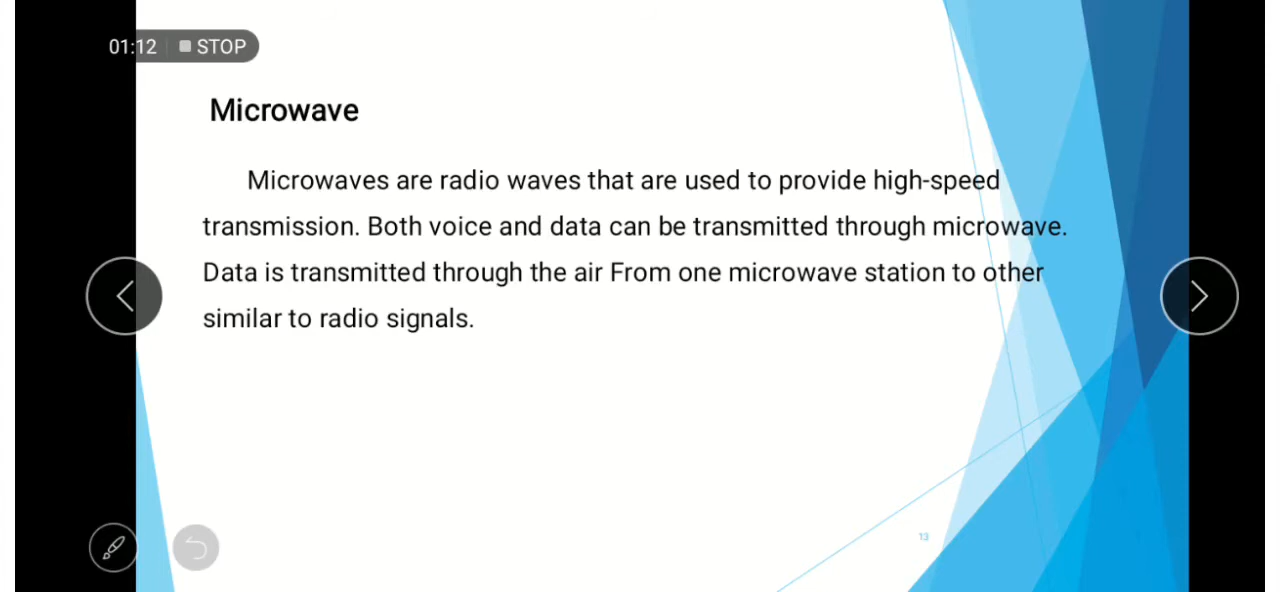 01:12 STOP
Microwave
Microwaves are radio waves that are used to provide high-speed
transmission. Both voice and data can be transmitted through microwave.
Data is transmitted through the air From one microwave station to other
similar to radio signals.
13